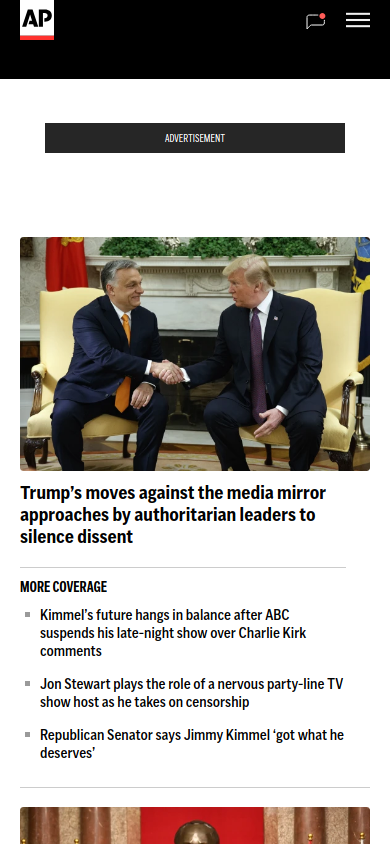 AP
ADVERTISEMENT
Trump’s moves against the media mirror
approaches by authoritarian leaders to
silence dissent
MORE COVERAGE
Kimmel’s future hangs in balance after ABC
suspends his late-night show over Charlie Kirk
comments
Jon Stewart plays the role of a nervous party-line TV
show host as he takes on censorship
Republican Senator says Jimmy Kimmel ‘got what he
deserves’